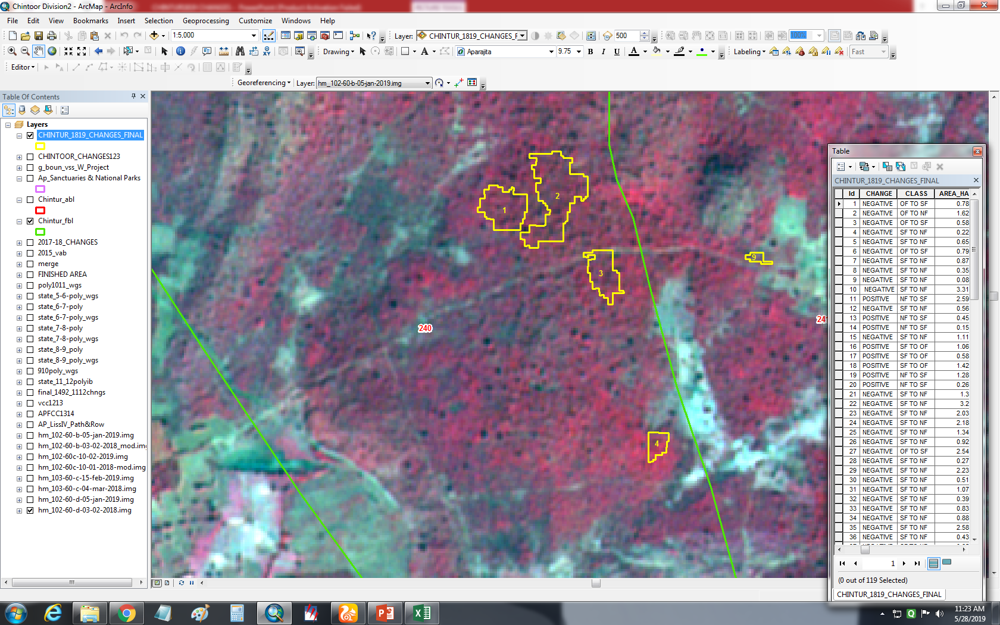 Chintoor Division2 - ArcMap - ArcInfo
File Edit View Bookmarks Insert Selection Geoprocessing Customize Windows Help
1:5,000
Layer: CHINTUR_1819_CHANGES_F
500
100%
Drawing
Aparajita
9.75
B I U
A
Labeling
Fast
Editor
Georeferencing
Layer: hm_102-60-b-05-jan-2019.img
Table Of Contents
Layers
CHINTUR_1819_CHANGES_FINAL
CHINTOOR_CHANGES123
g_boun_vss_W_Project
Ap_Sanctuaries & National Parks
Chintur_abl
Chintur_fbl
2017-18_CHANGES
2015_vab
merge
FINISHED AREA
poly1011_wgs
state_5-6-poly_wgs
state_6-7-poly
state_6-7-poly_wgs
state_7-8-poly
state_7-8-poly_wgs
state_8-9_poly
state_8-9_poly_wgs
910poly_wgs
state_11_12polyib
final_1492_1112chngs
vcc1213
APFCC1314
AP_LissIV_Path&Row
hm_102-60-b-05-jan-2019.img
hm_102-60-b-03-02-2018_mod.img
hm_102-60c-10-02-2019.img
hm_102-60c-10-01-2018-mod.img
hm_103-60-c-15-feb-2019.img
hm_103-60-c-04-mar-2018.img
hm_102-60-d-05-jan-2019.img
hm_102-60-d-03-02-2018.img
1
2
3
9
240
24
4
Table
CHINTUR_1819_CHANGES_FINAL
Id CHANGE CLASS AREA_HA
1 NEGATIVE OF TO SF 0.78
2 NEGATIVE OF TO SF 1.62
3 NEGATIVE OF TO SF 0.58
4 NEGATIVE SF TO NF 0.22
5 NEGATIVE SF TO NF 0.65
6 NEGATIVE OF TO SF 0.79
7 NEGATIVE SF TO NF 0.87
8 NEGATIVE SF TO NF 0.35
9 NEGATIVE SF TO NF 0.08
10 NEGATIVE SF TO NF 3.31
11 POSITIVE NF TO SF 2.59
12 NEGATIVE SF TO NF 0.56
13 POSITIVE NF TO SF 0.45
14 POSITIVE NF TO SF 0.15
15 NEGATIVE SF TO NF 1.11
16 POSITIVE SF TO OF 1.06
17 POSITIVE SF TO OF 0.58
18 POSITIVE SF TO OF 1.42
19 POSITIVE NF TO SF 1.28
20 POSITIVE NF TO SF 0.26
21 NEGATIVE SF TO NF 1.3
22 NEGATIVE SF TO NF 3.2
23 NEGATIVE SF TO NF 2.03
24 NEGATIVE SF TO NF 2.18
25 NEGATIVE SF TO NF 1.34
26 NEGATIVE SF TO NF 0.92
27 NEGATIVE OF TO SF 2.54
28 NEGATIVE SF TO NF 0.27
29 NEGATIVE SF TO NF 2.23
30 NEGATIVE SF TO NF 0.51
31 NEGATIVE SF TO NF 1.07
32 NEGATIVE SF TO NF 0.39
33 NEGATIVE SF TO NF 0.83
34 NEGATIVE SF TO NF 0.88
35 NEGATIVE SF TO NF 2.58
36 NEGATIVE SF TO NF 0.43
1
(0 out of 119 Selected)
CHINTUR_1819_CHANGES_FINAL
11:23 AM
5/28/2019